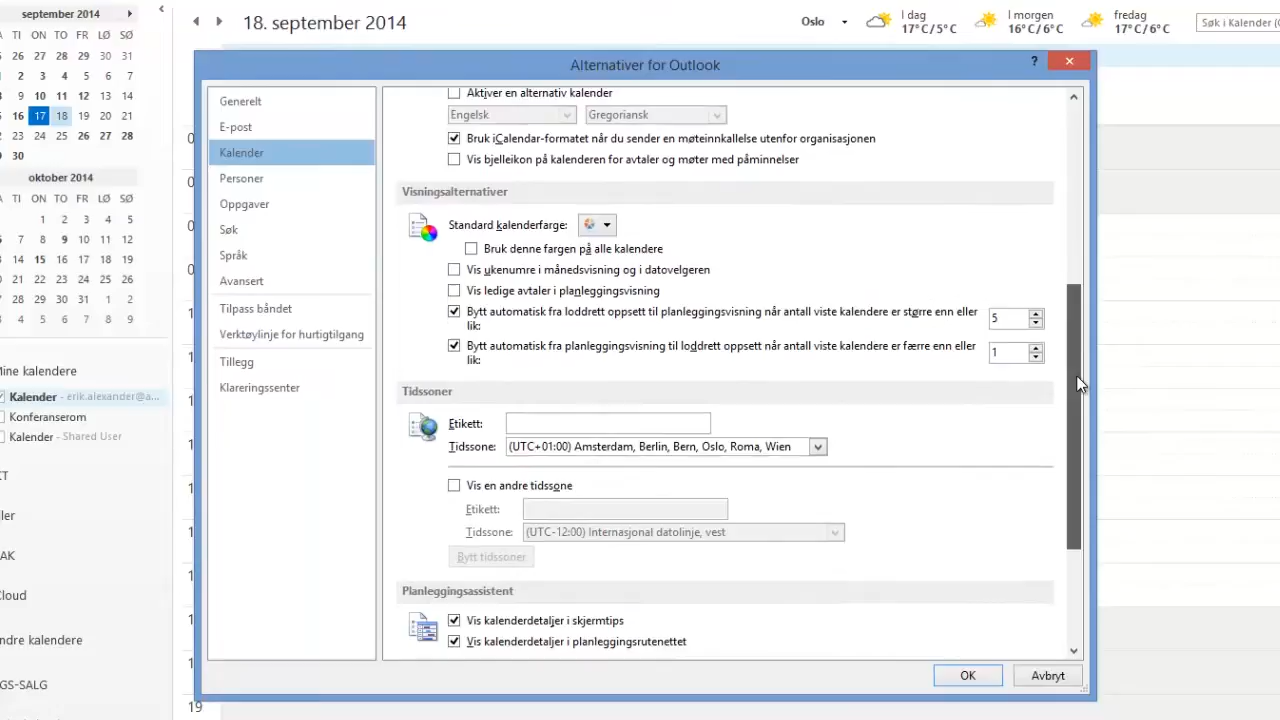 september 2014
TI ON TO FR LØ SØ
26 27 28 29 30 31
2 3 4 5 6 7
9 10 11 12 13 14
16 17 18 19 20 21
23 24 25 26 27 28
30
oktober 2014
TI ON TO FR LØ SØ
1 2 3 4 5
7 8 9 10 11 12
14 15 16 17 18 19
21 22 23 24 25 26
28 29 30 31 1 2
4 5 6 7 8 9
Mine kalendere
Kalender - erik.alexander@a...
Konferanserom
Kalender - Shared User
18. september 2014
Oslo
I dag
17°C/5°C
I morgen
16°C/6°C
fredag
17°C/6°C
Søk i Kalender (C
Alternativer for Outlook
?
Generelt
E-post
Kalender
Personer
Oppgaver
Søk
Språk
Avansert
Tilpass båndet
Verktøylinje for hurtigtilgang
Tillegg
Klareringssenter
Aktiver en alternativ kalender
Engelsk Gregoriansk
Bruk iCalendar-formatet når du sender en møteinnkallelse utenfor organisasjonen
Vis bjelleikon på kalenderen for avtaler og møter med påminnelser
Visningsalternativer
Standard kalenderfarge:
Bruk denne fargen på alle kalendere
Vis ukenumre i månedsvisning og i datovelgeren
Vis ledige avtaler i planleggingsvisning
Bytt automatisk fra loddrett oppsett til planleggingsvisning når antall viste kalendere er større enn eller
lik:
5
Bytt automatisk fra planleggingsvisning til loddrett oppsett når antall viste kalendere er færre enn eller
lik:
1
Tidssoner
Etikett:
Tidssone: (UTC+01:00) Amsterdam, Berlin, Bern, Oslo, Roma, Wien
Vis en andre tidssone
Etikett:
Tidssone: (UTC-12:00) Internasjonal datolinje, vest
Bytt tidssoner
Planleggingsassistent
Vis kalenderdetaljer i skjermtips
Vis kalenderdetaljer i planleggingsrutenettet
OK Avbryt
19